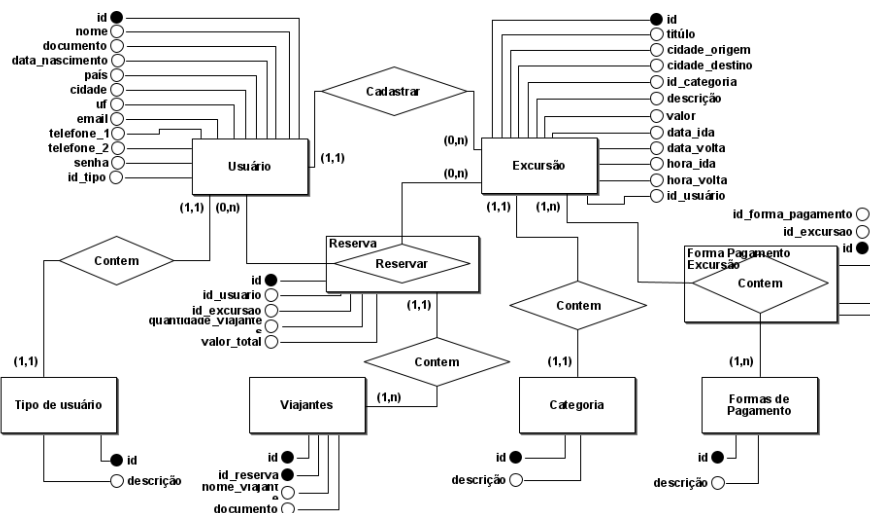 id
nome
documento
data_nascimento
país
cidade
uf
email
telefone_1
telefone_2
senha
id_tipo
Usuário
Cadastrar
(1,1)
(0,n)
id
titúlo
cidade_origem
cidade_destino
id_categoria
descrição
valor
data_ida
data_volta
hora_ida
hora_volta
id_usuário
Excursão
(1,1)
(0,n)
(0,n)
(1,1)
(1,n)
Contem
Reserva
Reservar
id
id_usuario
id_excursao
quantidade_viajante
s
valor_total
(1,1)
Contem
Contem
id_forma_pagamento
id_excursao
id
Forma Pagamento
Excursão
Contem
(1,1)
(1,n)
(1,1)
(1,n)
Tipo de usuário
id
descrição
Viajantes
id
id_reserva
nome_viajant
e
documento
Categoria
id
descrição
Formas de
Pagamento
id
descrição